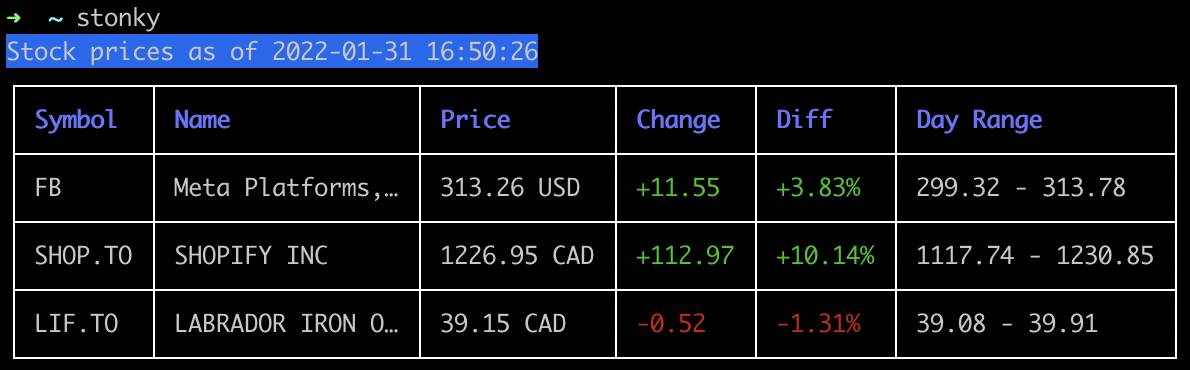 ➜ ~ stonky
Stock prices as of 2022-01-31 16:50:26
Symbol Name Price Change Diff Day Range
FB Meta Platforms,… 313.26 USD +11.55 +3.83% 299.32 - 313.78
SHOP.TO SHOPIFY INC 1226.95 CAD +112.97 +10.14% 1117.74 - 1230.85
LIF.TO LABRADOR IRON O… 39.15 CAD -0.52 -1.31% 39.08 - 39.91